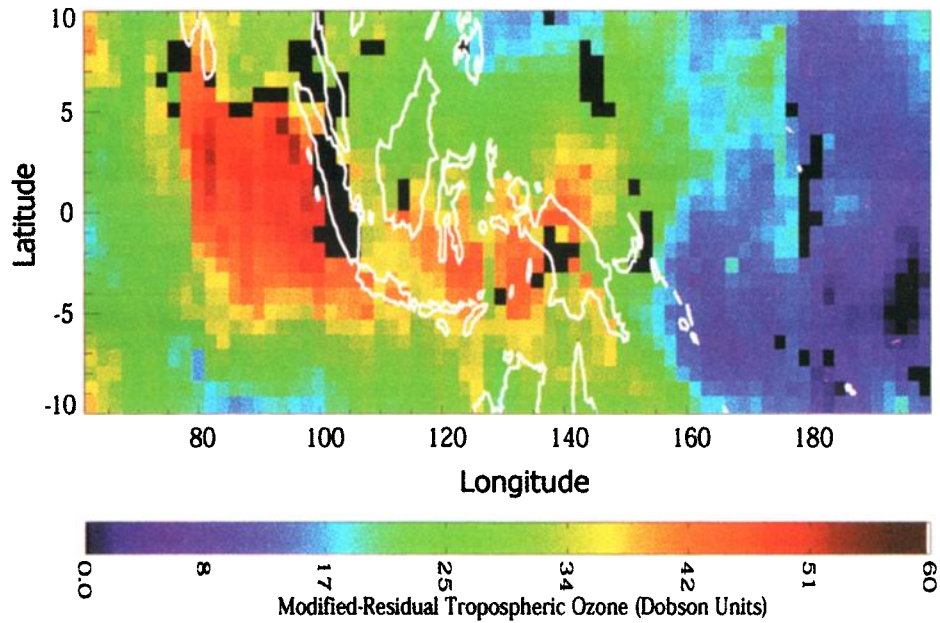 10
5
0
-5
-10
Latitude
80 100 120 140 160 180
Longitude
0.0 8 17 25 34 42 51 60
Modified-Residual Tropospheric Ozone (Dobson Units)